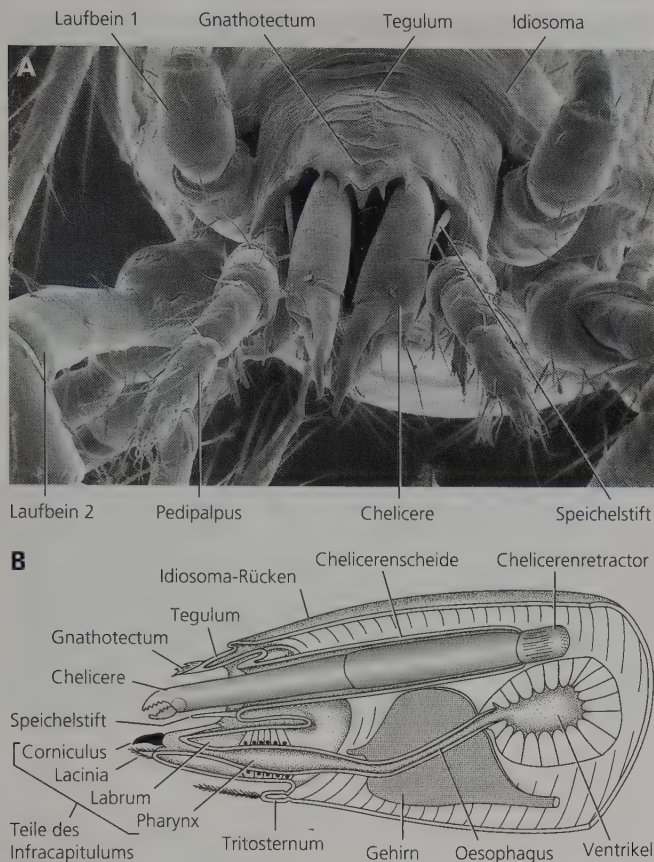 Laufbein 1 Gnathotectum Tegulum Idiosoma
A
Laufbein 2 Pedipalpus Chelicere Speichelstift
B
Chelicerenscheide Chelicerenretractor
Idiosoma-Rücken
Tegulum
Gnathotectum
Chelicere
Speichelstift
Corniculus
Lacinia
Labrum
Pharynx
Teile des
Infracapitulums
Tritosternum
Gehirn Oesophagus Ventrikel